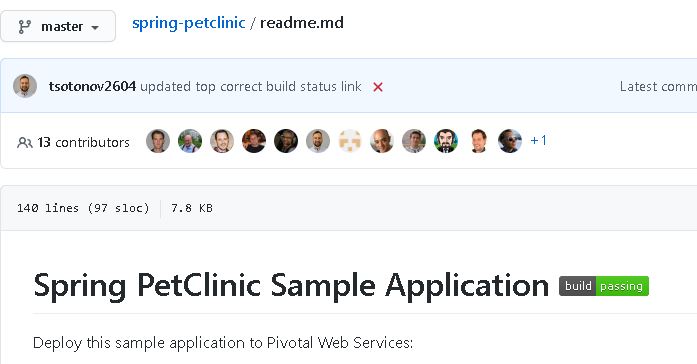 master
spring-petclinic / readme.md
tsotonov2604 updated top correct build status link
Latest comm
13 contributors +1
140 lines (97 sloc) 7.8 KB
Spring PetClinic Sample Application build passing
Deploy this sample application to Pivotal Web Services: